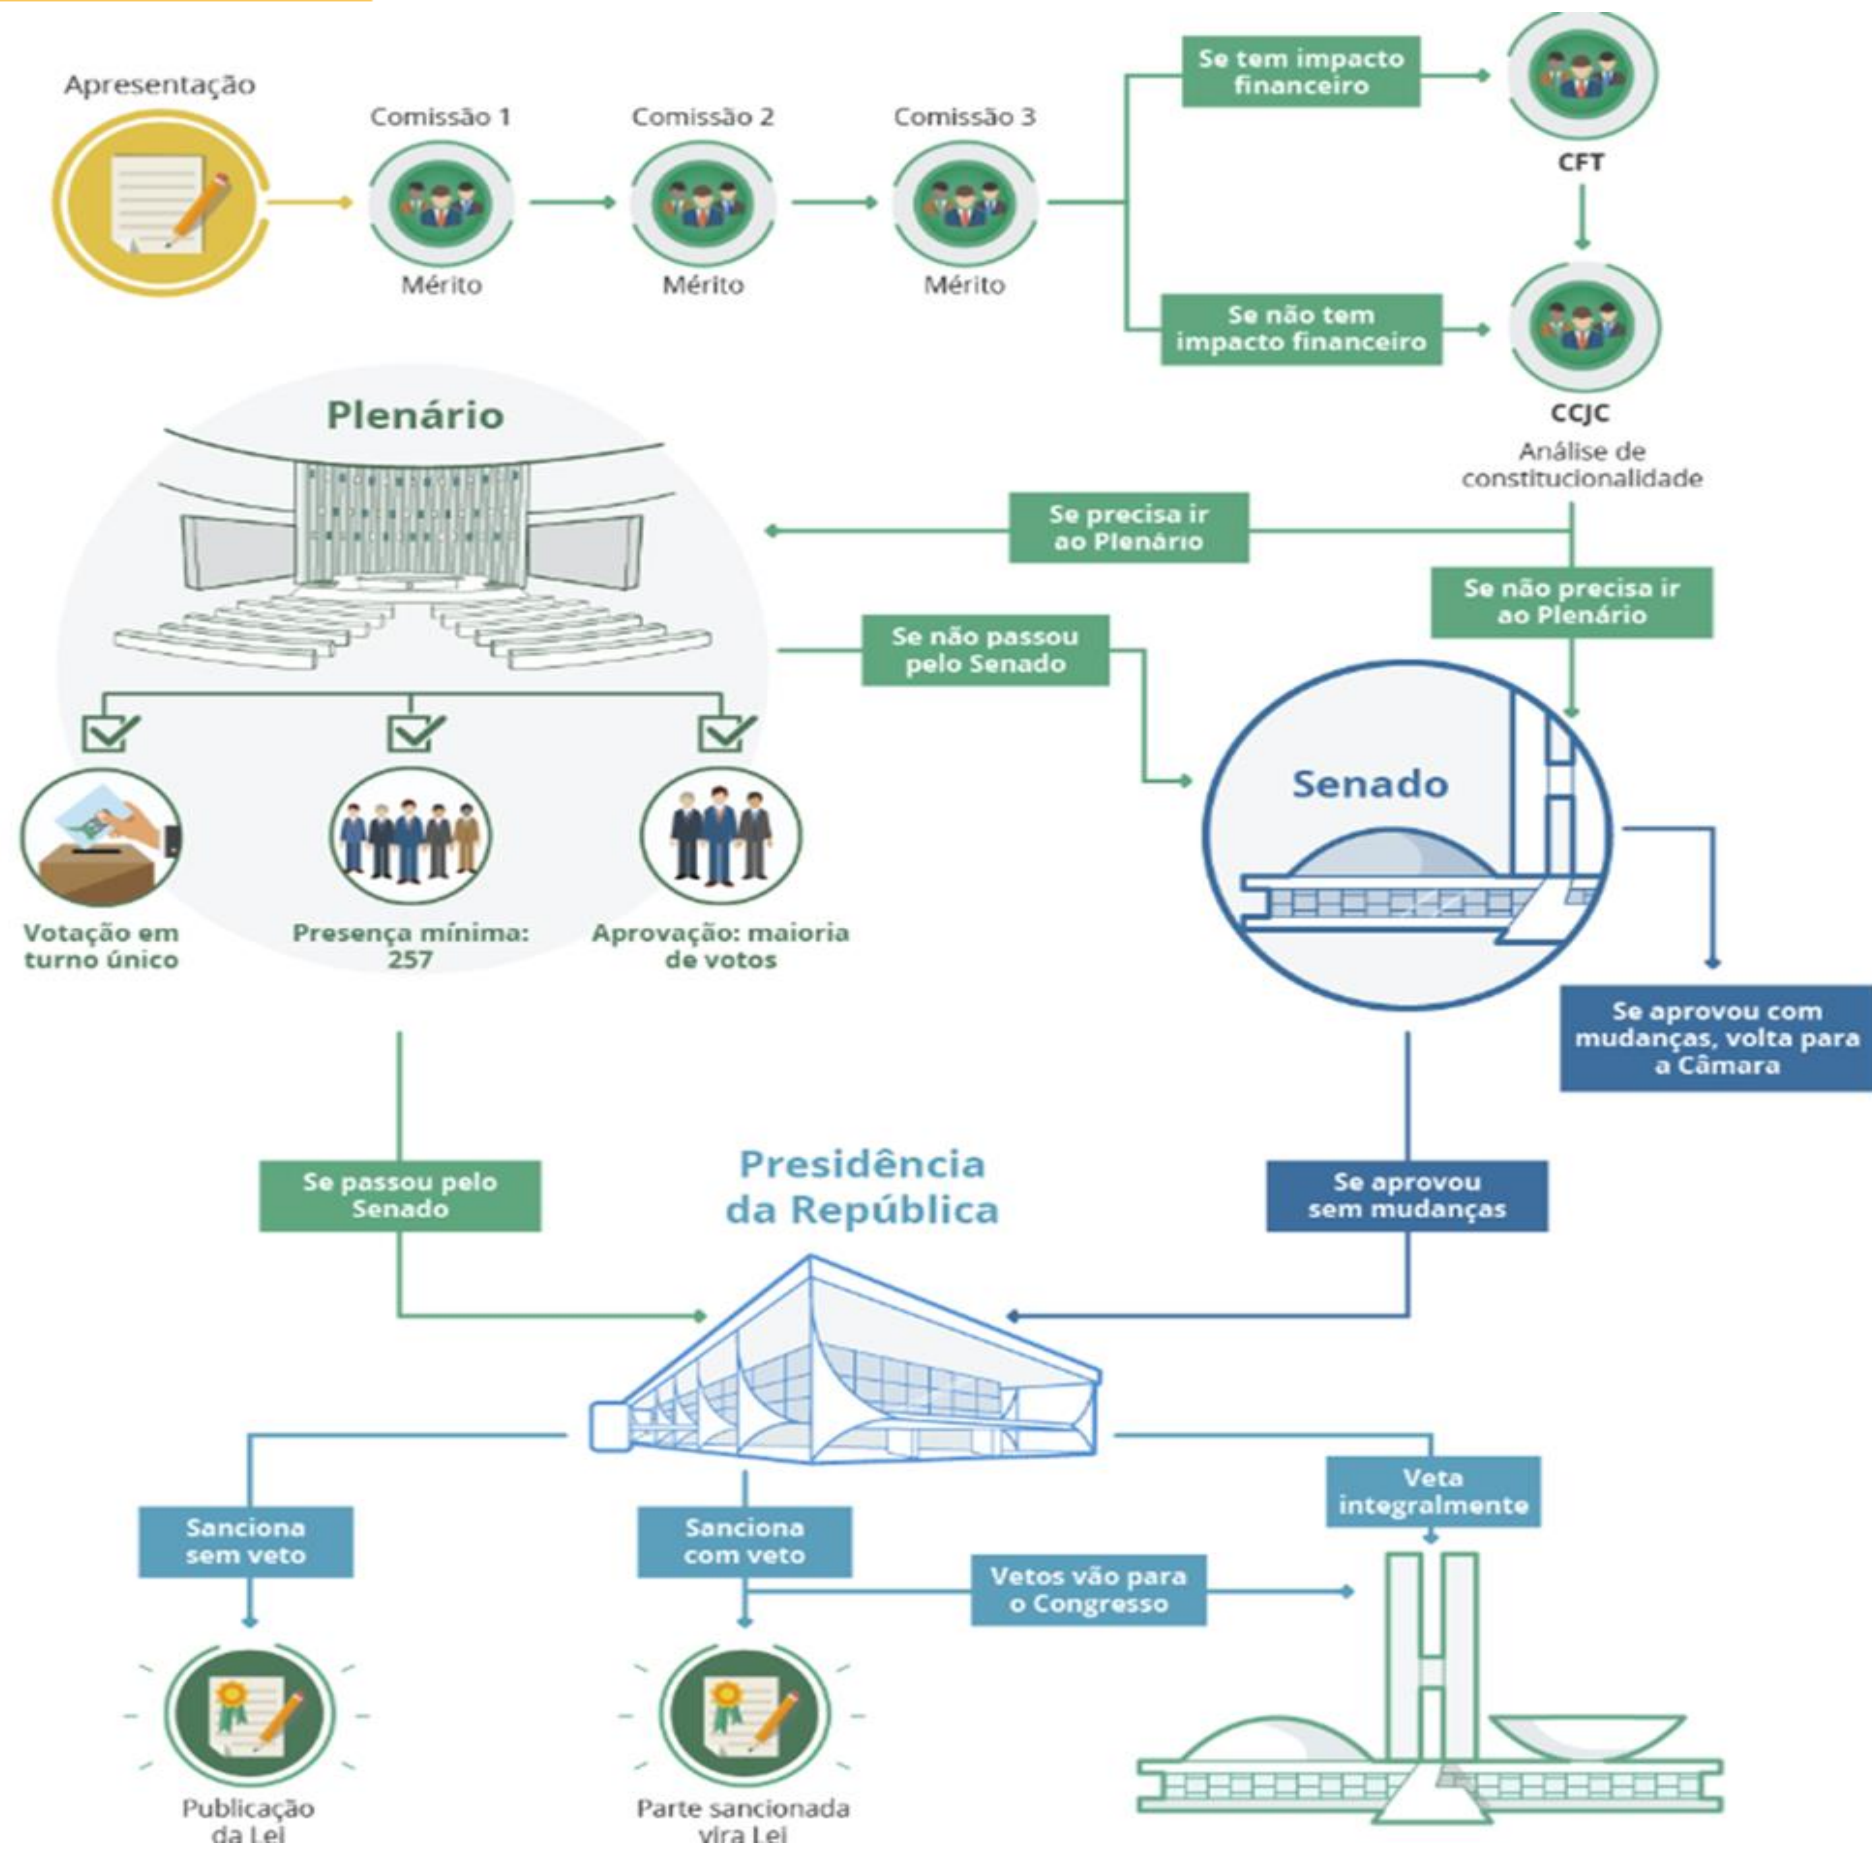 Apresentação
Comissão 1
Comissão 2
Comissão 3
Mérito
Mérito
Mérito
Se tem impacto
financeiro
CFT
Se não tem
impacto financeiro
CCJC
Análise de
constitucionalidade
Plenário
Se precisa ir
ao Plenário
Se não precisa ir
ao Plenário
Se não passou
pelo Senado
Senado
Votação em
turno único
Presença mínima:
257
Aprovação: maioria
de votos
Se aprovou com
mudanças, volta para
a Câmara
Se passou pelo
Senado
Presidência
da República
Se aprovou
sem mudanças
Sanciona
sem veto
Sanciona
com veto
Veta
integralmente
Vetos vão para
o Congresso
Publicação
da Lei
Parte sancionada
vira Lei